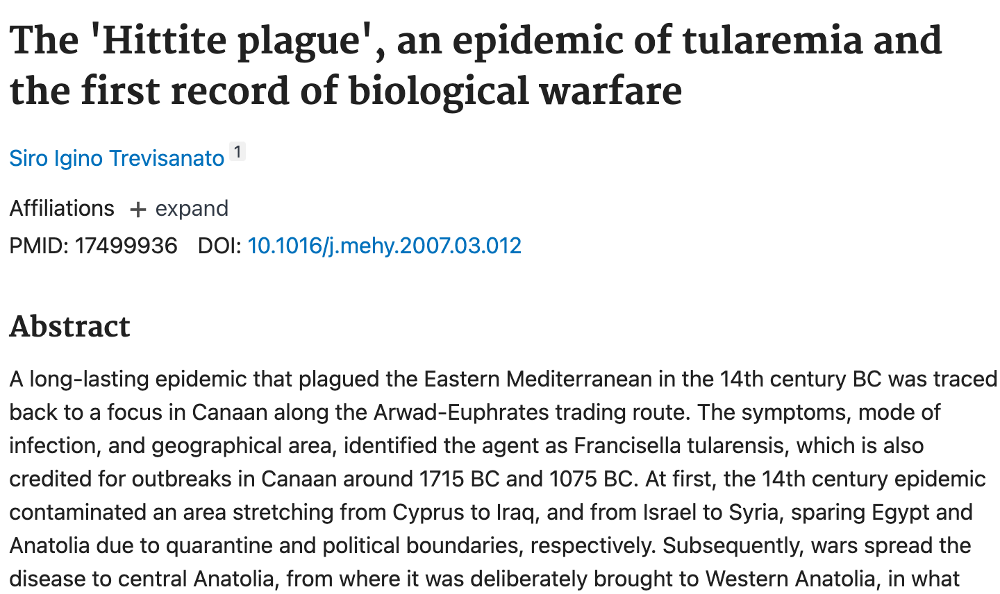 The 'Hittite plague', an epidemic of tularemia and
the first record of biological warfare
Siro Igino Trevisanato 1
Affiliations + expand
PMID: 17499936 DOI: 10.1016/j.mehy.2007.03.012
Abstract
A long-lasting epidemic that plagued the Eastern Mediterranean in the 14th century BC was traced
back to a focus in Canaan along the Arwad-Euphrates trading route. The symptoms, mode of
infection, and geographical area, identified the agent as Francisella tularensis, which is also
credited for outbreaks in Canaan around 1715 BC and 1075 BC. At first, the 14th century epidemic
contaminated an area stretching from Cyprus to Iraq, and from Israel to Syria, sparing Egypt and
Anatolia due to quarantine and political boundaries, respectively. Subsequently, wars spread the
disease to central Anatolia, from where it was deliberately brought to Western Anatolia, in what